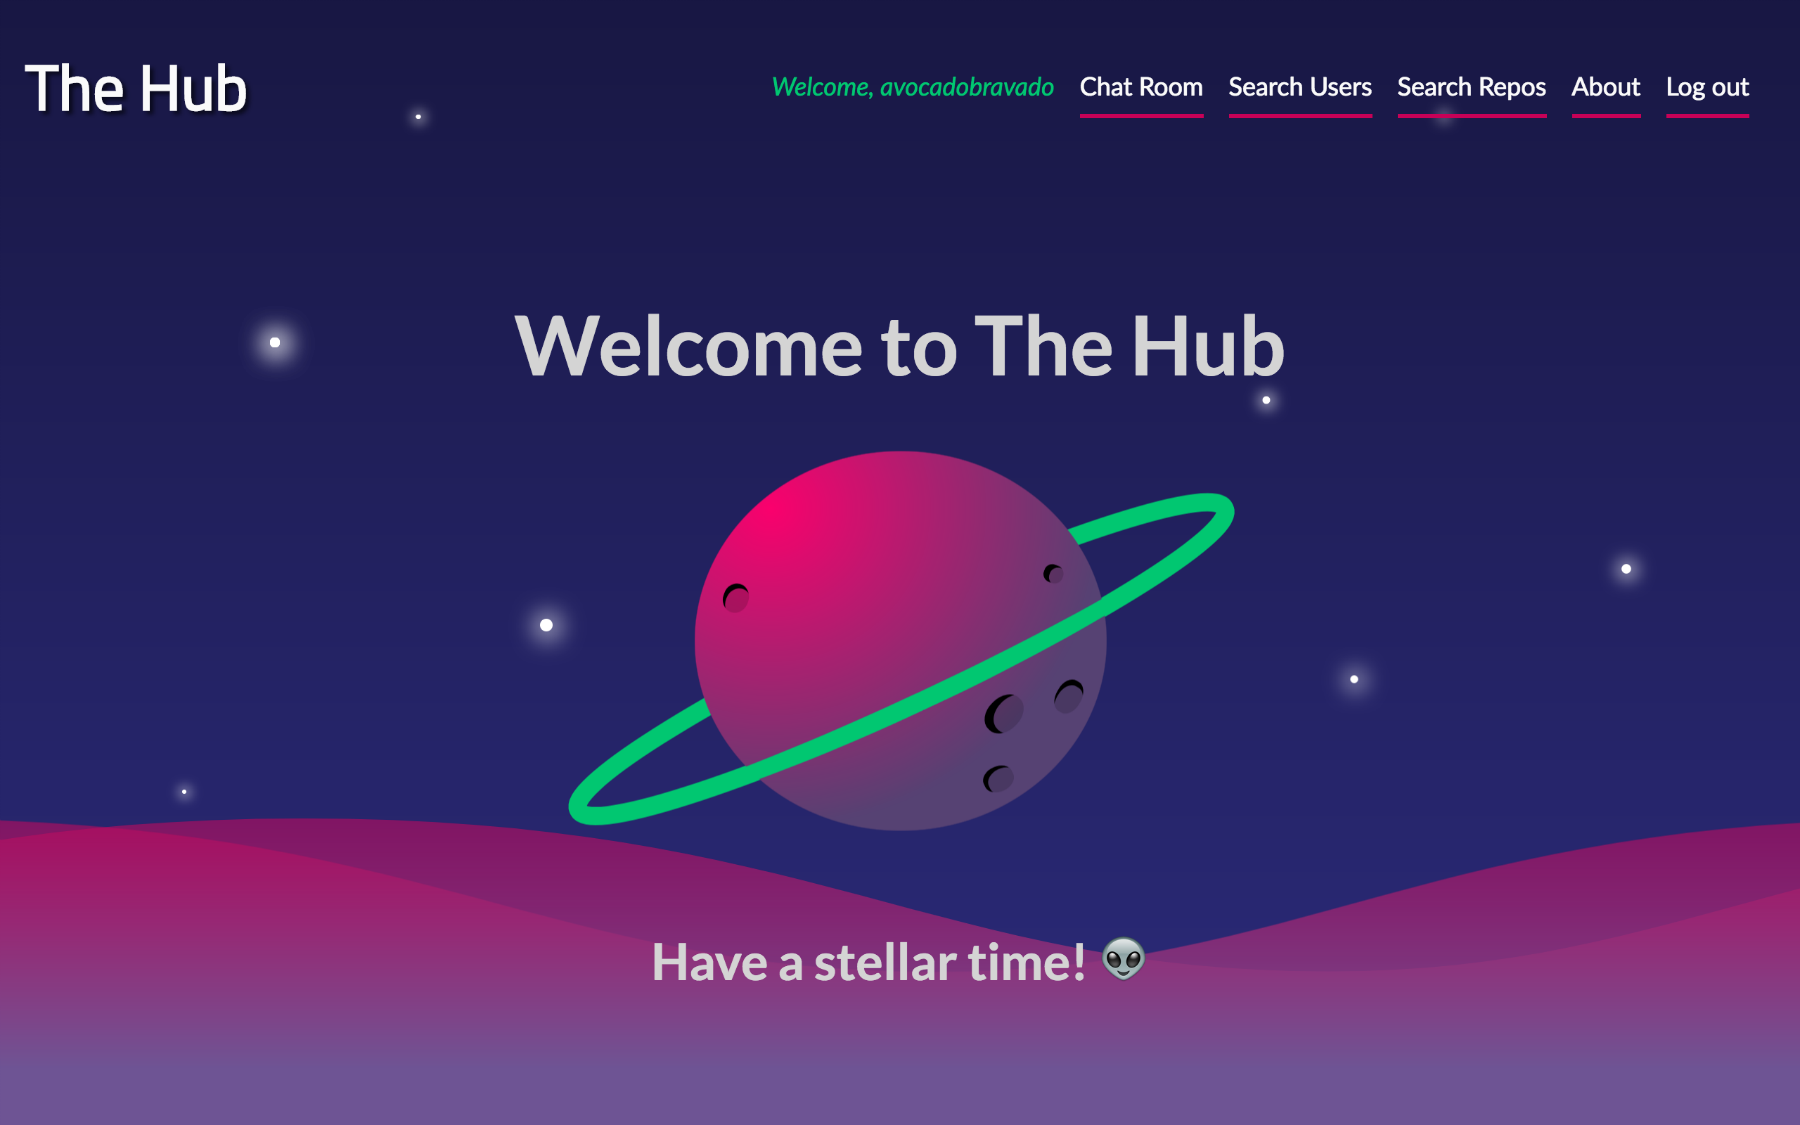 The Hub
Welcome, avocadobravado Chat Room Search Users Search Repos About Log out
Welcome to The Hub
Have a stellar time! 👽